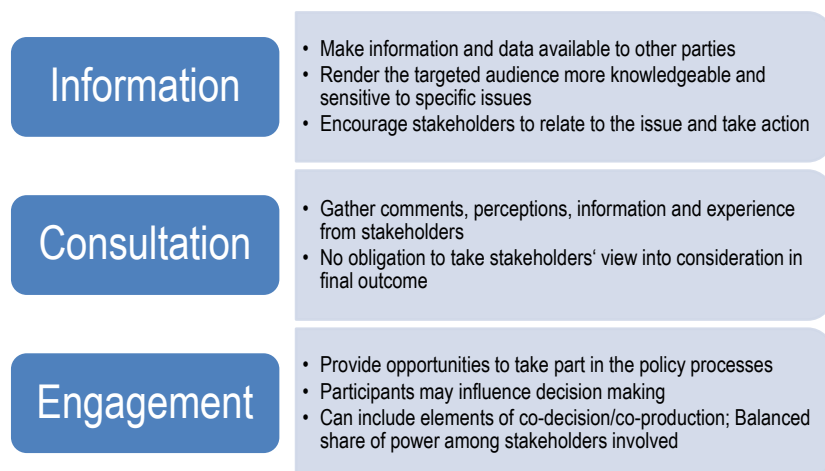 Information
• Make information and data available to other parties
• Render the targeted audience more knowledgeable and
sensitive to specific issues
• Encourage stakeholders to relate to the issue and take action
Consultation
• Gather comments, perceptions, information and experience
from stakeholders
• No obligation to take stakeholders‘ view into consideration in
final outcome
Engagement
• Provide opportunities to take part in the policy processes
• Participants may influence decision making
• Can include elements of co-decision/co-production; Balanced
share of power among stakeholders involved